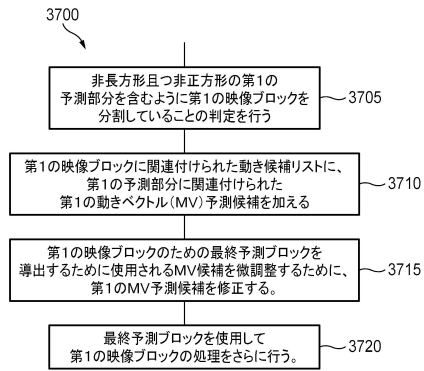 3700
非長方形且つ非正方形の第1の
予測部分を含むように第1の映像ブロックを
分割していることの判定を行う
3705
第1の映像ブロックに関連付けられた動き候補リストに、
第1の予測部分に関連付けられた
第1の動きベクトル(MV)予測候補を加える
3710
第1の映像ブロックのための最終予測ブロックを
導出するために使用されるMV候補を微調整するために、
第1のMV予測候補を修正する。
3715
最終予測ブロックを使用して
第1の映像ブロックの処理をさらに行う。
3720